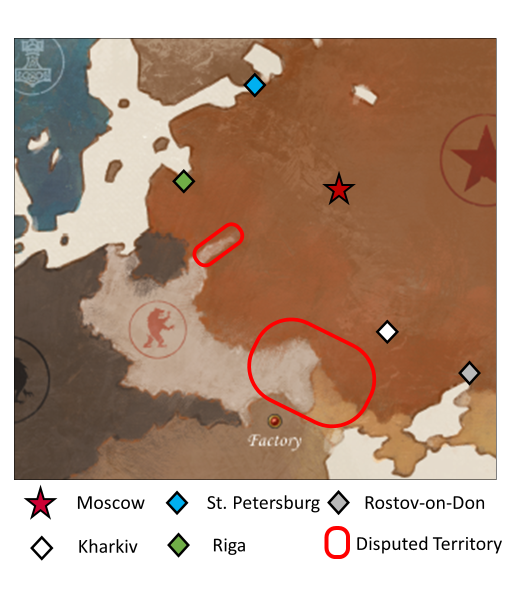 Factory
Moscow St. Petersburg Rostov-on-Don
Kharkiv Riga Disputed Territory